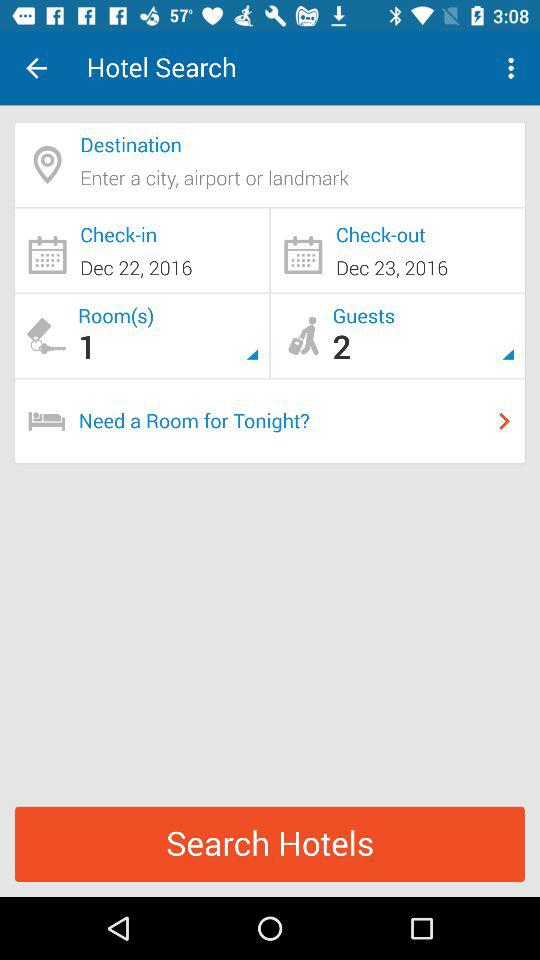 57° 3:08
Hotel Search
Destination
Enter a city, airport or landmark
Check-in
Dec 22, 2016
Check-out
Dec 23, 2016
Room(s)
1
Guests
2
Need a Room for Tonight?
Search Hotels